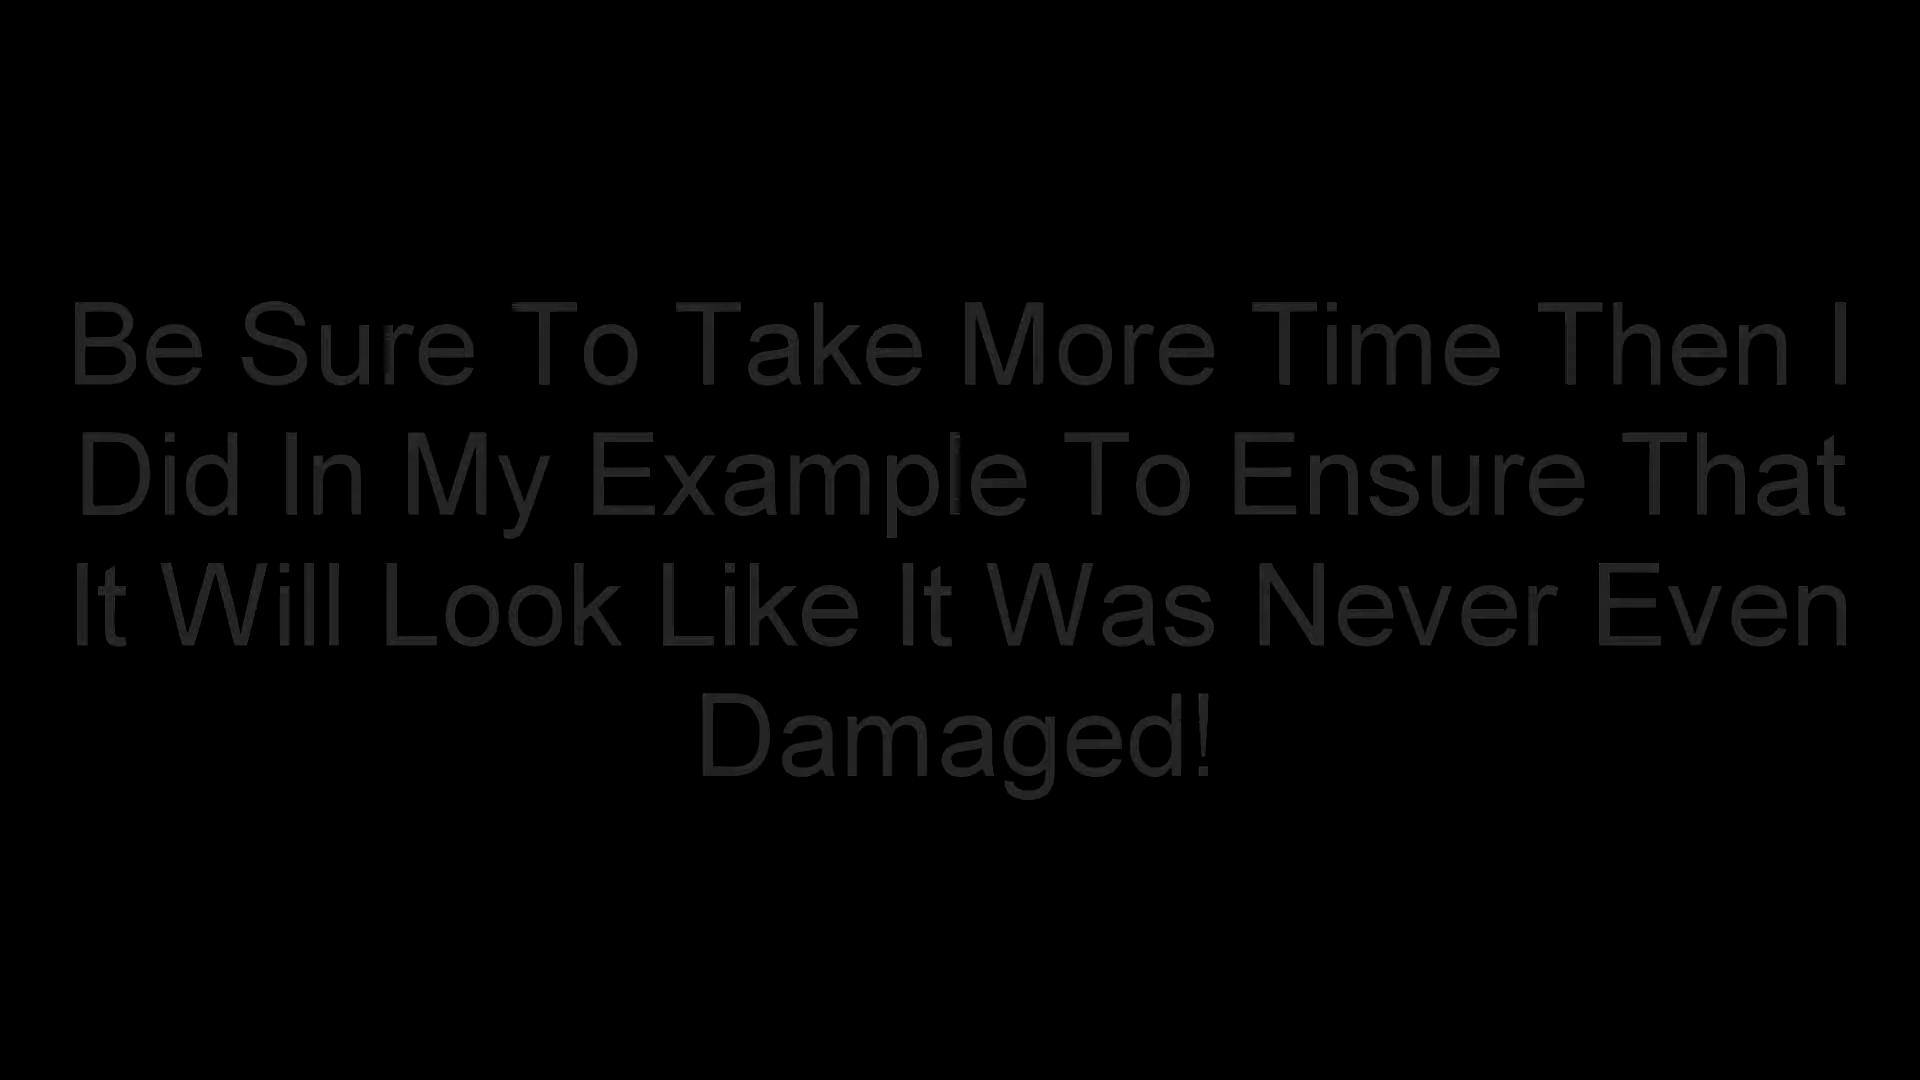 Be Sure To Take More Time Then I
Did In My Example To Ensure That
It Will Look Like It Was Never Even
Damaged!